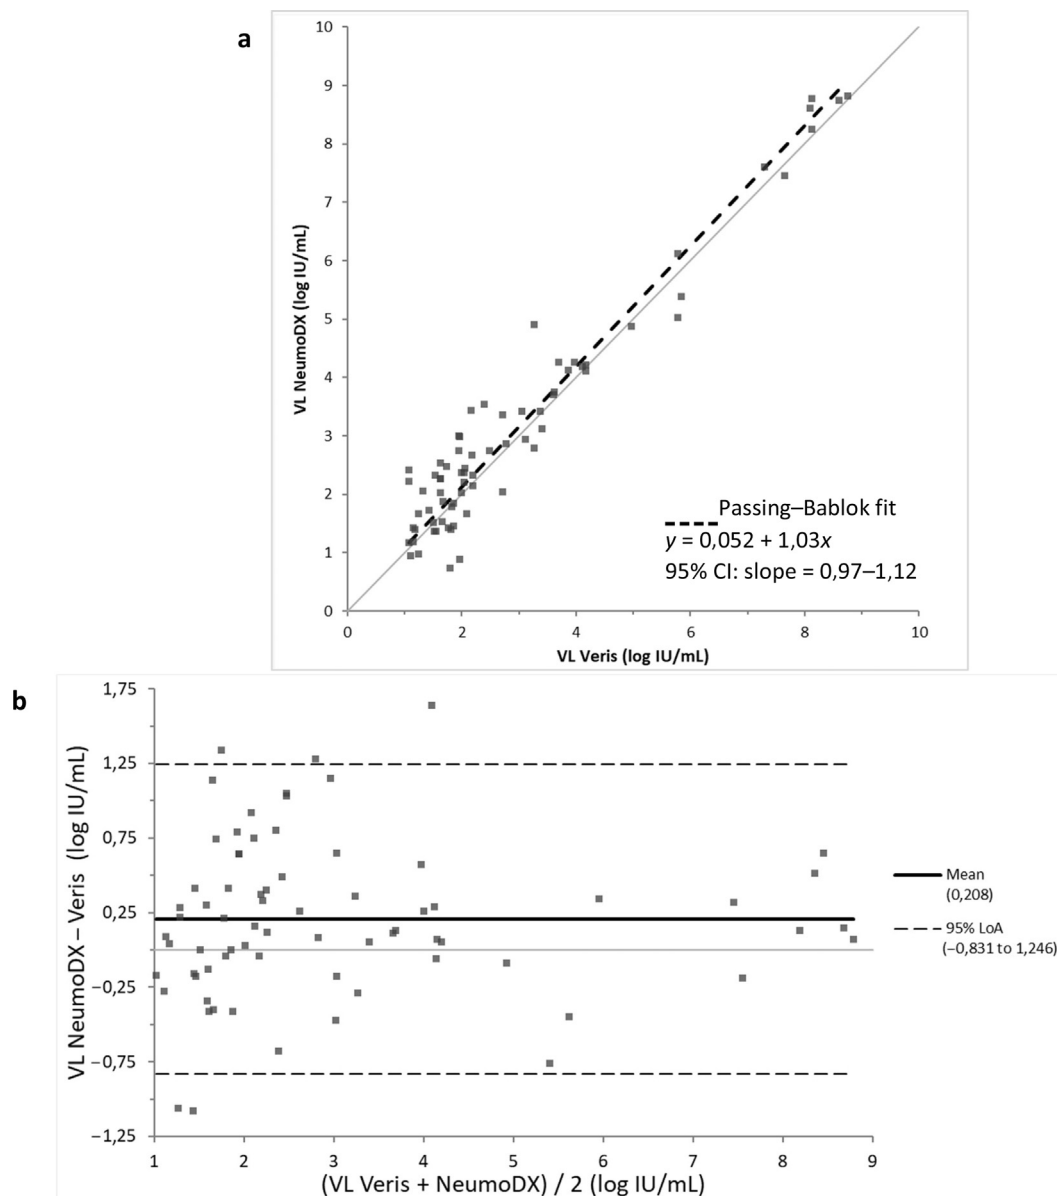 a
10
9
8
7
6
5
4
3
2
1
0
VL NeumoDX (log IU/mL)
Passing–Bablok fit
y = 0,052 + 1,03x
95% CI: slope = 0,97–1,12
0 2 4 6 8 10
VL Veris (log IU/mL)
b
1,75
1,25
0,75
0,25
−0,25
−0,75
−1,25
VL NeumoDX – Veris (log IU/mL)
Mean
(0,208)
95% LoA
(−0,831 to 1,246)
1 2 3 4 5 6 7 8 9
(VL Veris + NeumoDX) / 2 (log IU/mL)